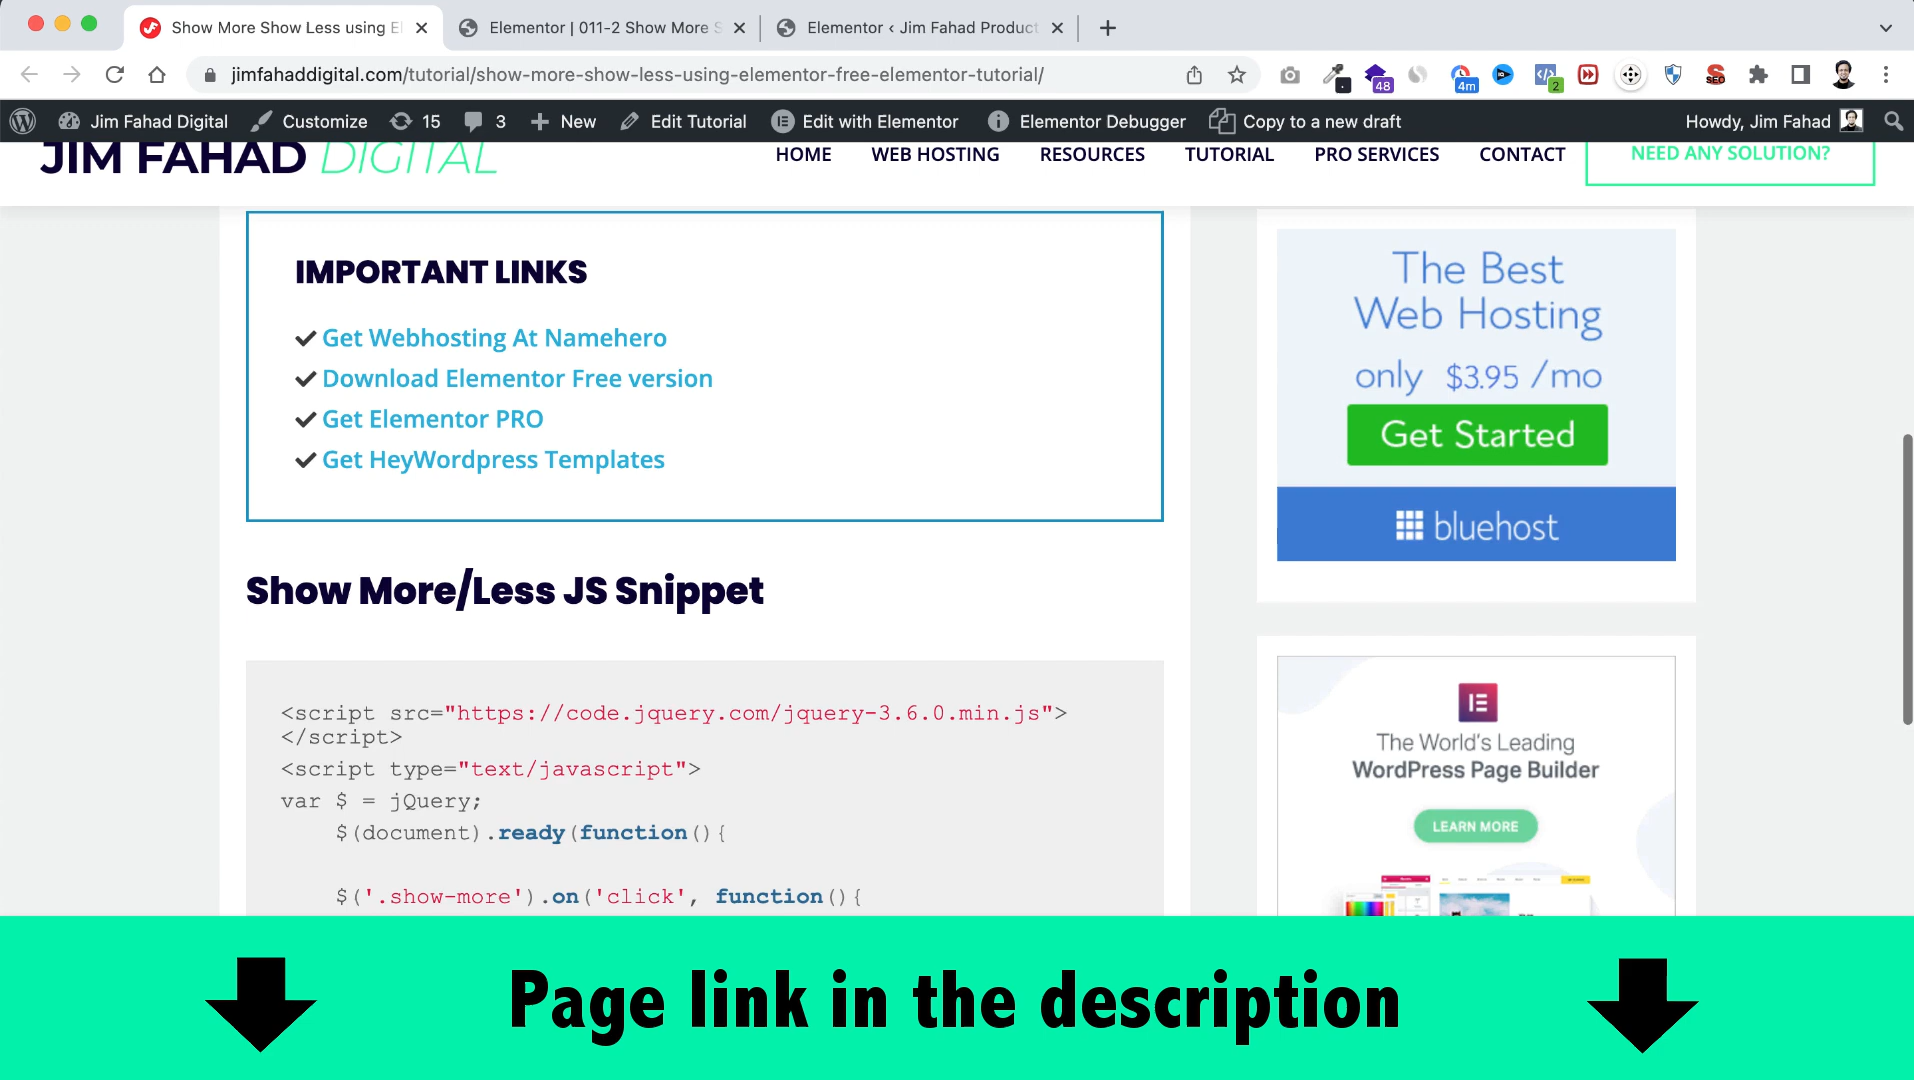 Show More Show Less using El
Elementor | 011-2 Show More S
Elementor ‹ Jim Fahad Product
jimfahaddigital.com/tutorial/show-more-show-less-using-elementor-free-elementor-tutorial/
48
4m
2
SEO
Jim Fahad Digital
Customize
15
3
New
Edit Tutorial
Edit with Elementor
Elementor Debugger
Copy to a new draft
Howdy, Jim Fahad
JIM FAHAD DIGITAL
HOME
WEB HOSTING
RESOURCES
TUTORIAL
PRO SERVICES
CONTACT
NEED ANY SOLUTION?
IMPORTANT LINKS
Get Webhosting At Namehero
Download Elementor Free version
Get Elementor PRO
Get HeyWordpress Templates
The Best
Web Hosting
only $3.95 /mo
Get Started
bluehost
Show More/Less JS Snippet
<script src="https://code.jquery.com/jquery-3.6.0.min.js">
</script>
<script type="text/javascript">
var $ = jQuery;
$(document).ready(function(){
$('.show-more').on('click', function(){
The World's Leading
WordPress Page Builder
LEARN MORE
Page link in the description